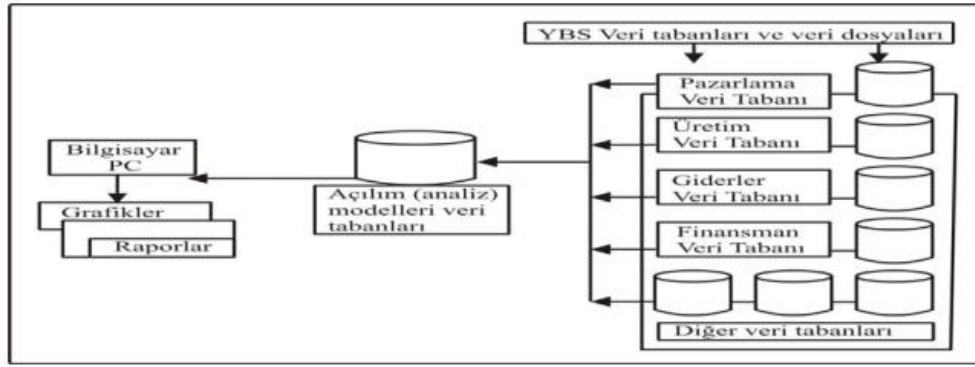 YBS Veri tabanları ve veri dosyaları
Pazarlama
Veri Tabanı
Üretim
Veri Tabanı
Giderler
Veri Tabanı
Finansman
Veri Tabanı
Diğer veri tabanları
Açılım (analiz)
modelleri veri
tabanları
Bilgisayar
PC
Grafikler
Raporlar